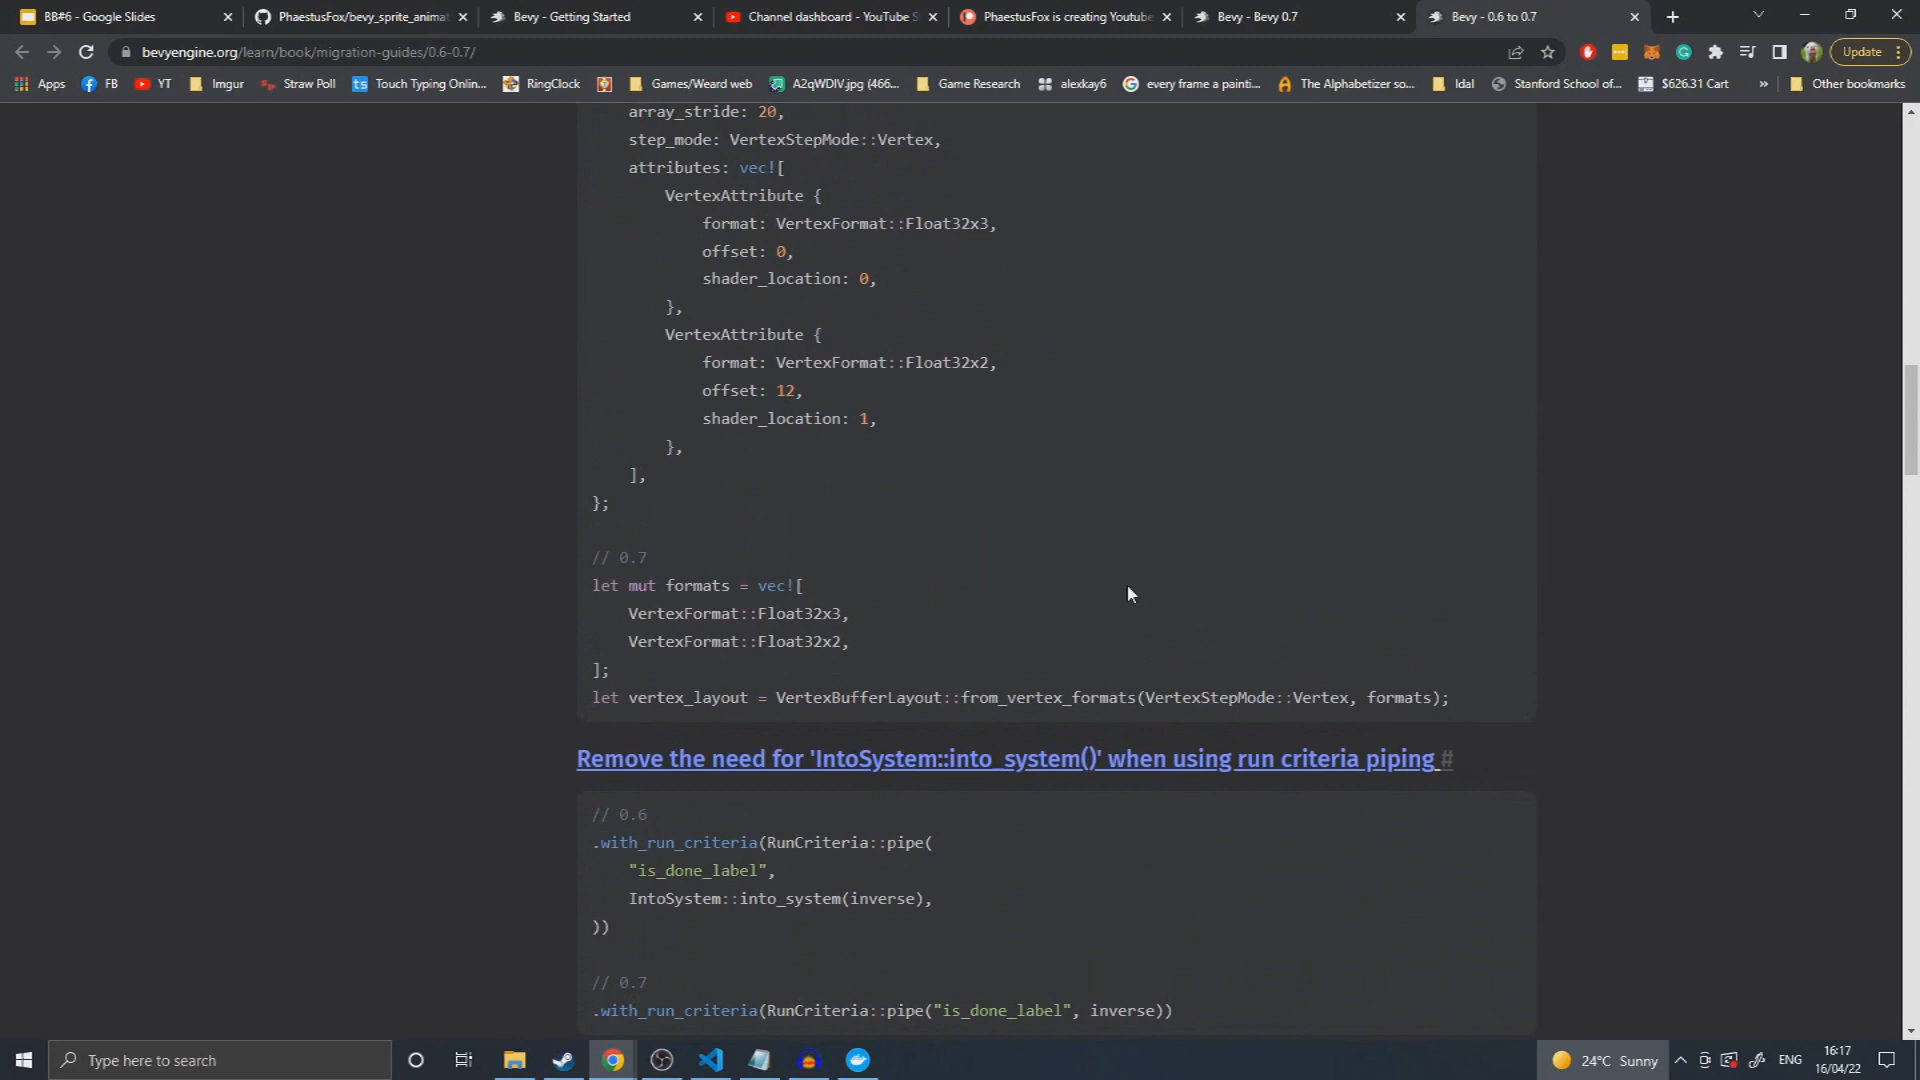 BB#6 - Google Slides
PhaestusFox/bevy_sprite_animat
Bevy - Getting Started
Channel dashboard - YouTube S
PhaestusFox is creating Youtube
Bevy - Bevy 0.7
Bevy - 0.6 to 0.7
bevyengine.org/learn/book/migration-guides/0.6-0.7/
Update
Apps
FB
YT
Imgur
Straw Poll
Touch Typing Onlin...
RingClock
Games/Weard web
A2qWDIV.jpg (466...
Game Research
alexkay6
every frame a painti...
The Alphabetizer so...
Idal
Stanford School of...
$626.31 Cart
»
Other bookmarks
array_stride: 20,
step_mode: VertexStepMode::Vertex,
attributes: vec![
VertexAttribute {
format: VertexFormat::Float32x3,
offset: 0,
shader_location: 0,
},
VertexAttribute {
format: VertexFormat::Float32x2,
offset: 12,
shader_location: 1,
},
],
};
// 0.7
let mut formats = vec![
VertexFormat::Float32x3,
VertexFormat::Float32x2,
];
let vertex_layout = VertexBufferLayout::from_vertex_formats(VertexStepMode::Vertex, formats);
Remove the need for 'IntoSystem::into_system()' when using run criteria piping #
// 0.6
.with_run_criteria(RunCriteria::pipe(
"is_done_label",
IntoSystem::into_system(inverse),
))
// 0.7
.with_run_criteria(RunCriteria::pipe("is_done_label", inverse))
Type here to search
24°C Sunny
ENG
16:17
16/04/22